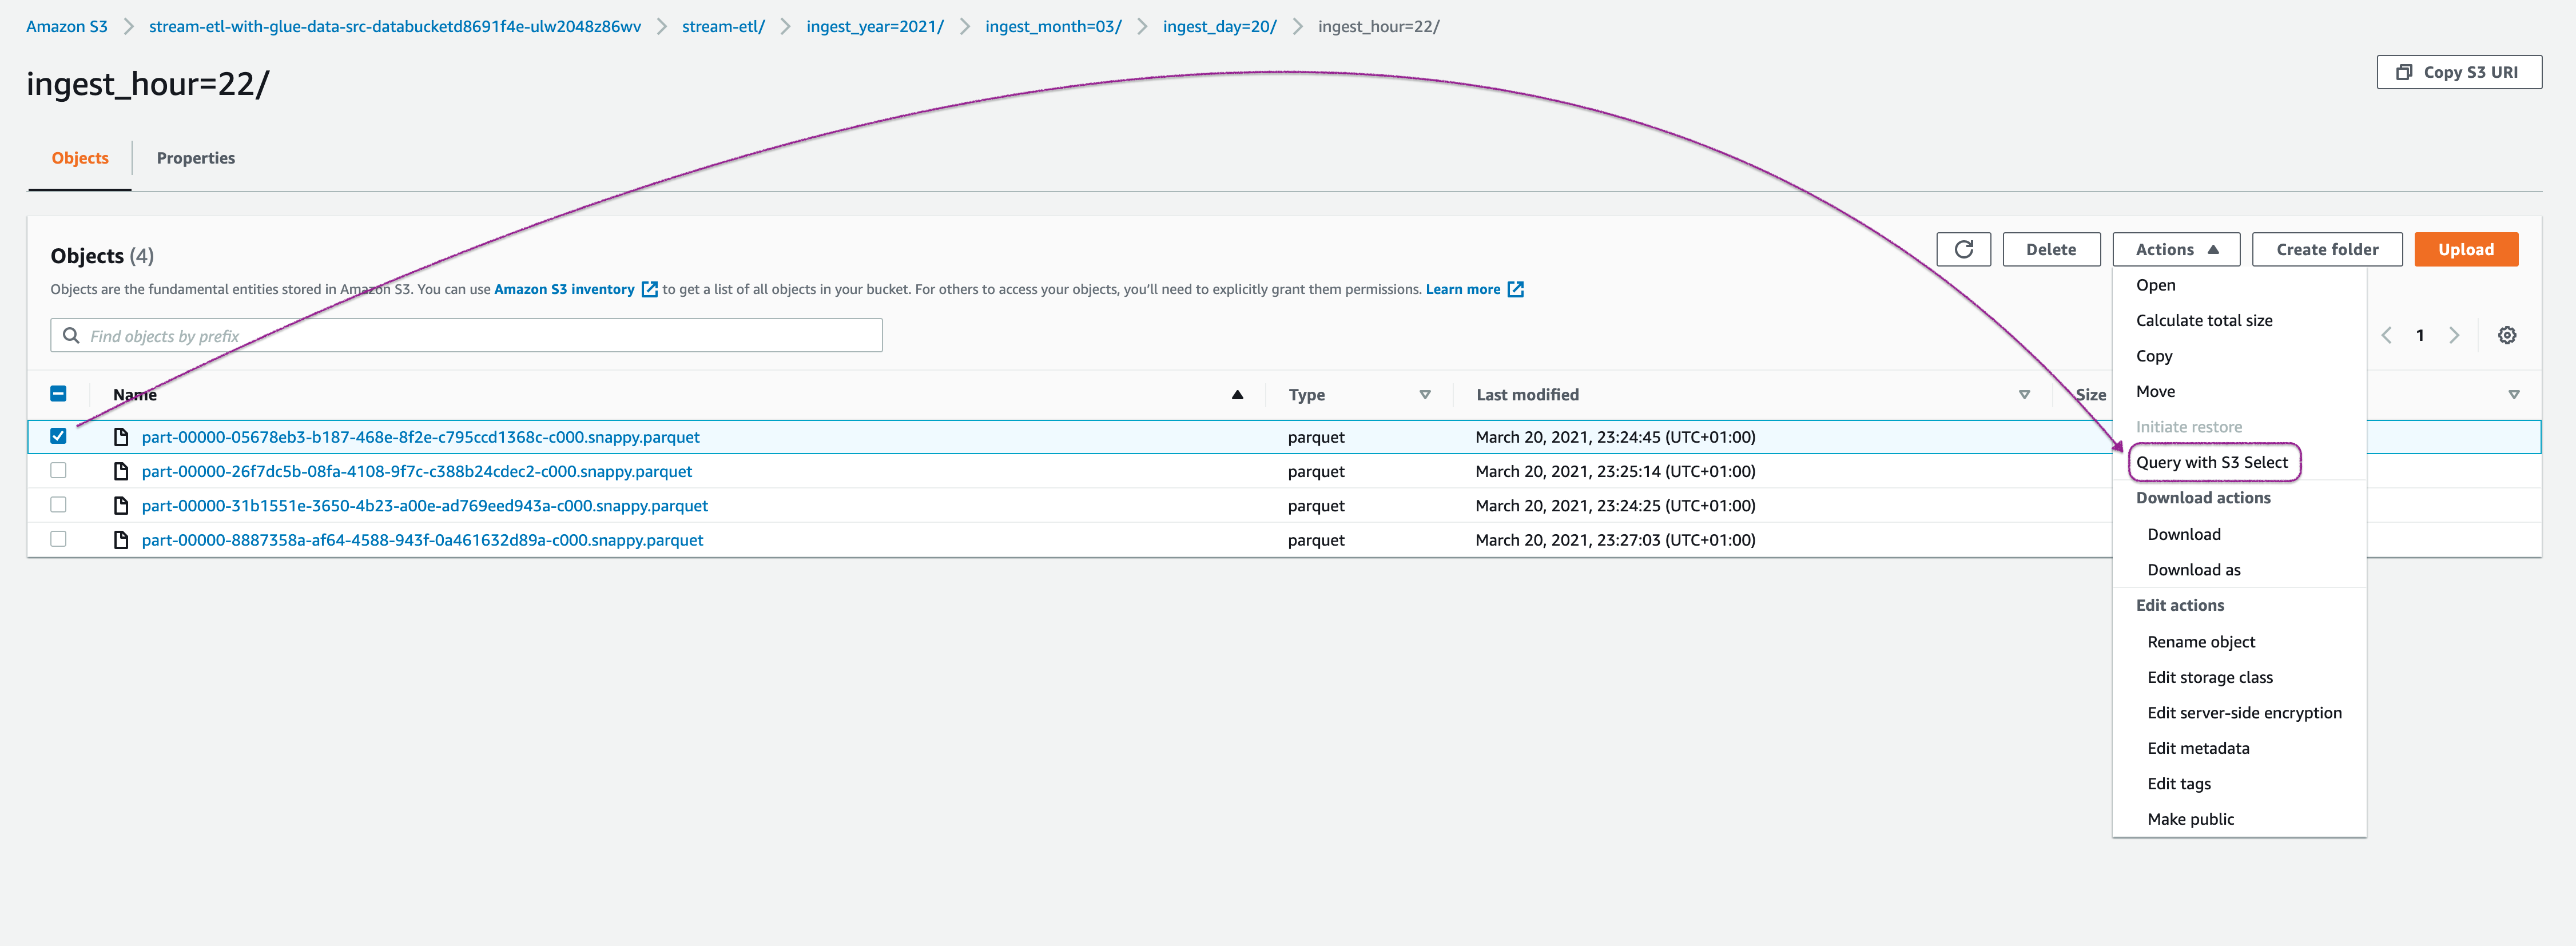 Amazon S3 > stream-etl-with-glue-data-src-databucketd8691f4e-ulw2048z86wv > stream-etl/ > ingest_year=2021/ > ingest_month=03/ > ingest_day=20/ > ingest_hour=22/
ingest_hour=22/
Copy S3 URI
Objects Properties
Objects (4)
Delete Actions Create folder Upload
Objects are the fundamental entities stored in Amazon S3. You can use Amazon S3 inventory to get a list of all objects in your bucket. For others to access your objects, you’ll need to explicitly grant them permissions. Learn more
Find objects by prefix
1
Name Type Last modified Size
part-00000-05678eb3-b187-468e-8f2e-c795ccd1368c-c000.snappy.parquet parquet March 20, 2021, 23:24:45 (UTC+01:00)
part-00000-26f7dc5b-08fa-4108-9f7c-c388b24cdec2-c000.snappy.parquet parquet March 20, 2021, 23:25:14 (UTC+01:00)
part-00000-31b1551e-3650-4b23-a00e-ad769eed943a-c000.snappy.parquet parquet March 20, 2021, 23:24:25 (UTC+01:00)
part-00000-8887358a-af64-4588-943f-0a461632d89a-c000.snappy.parquet parquet March 20, 2021, 23:27:03 (UTC+01:00)
Open
Calculate total size
Copy
Move
Initiate restore
Query with S3 Select
Download actions
Download
Download as
Edit actions
Rename object
Edit storage class
Edit server-side encryption
Edit metadata
Edit tags
Make public